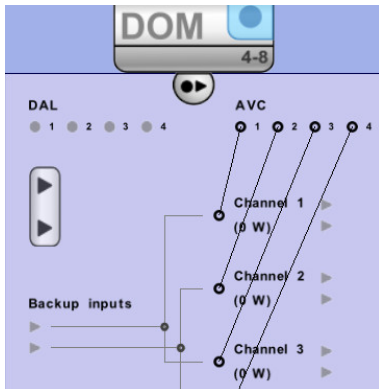 DOM
4-8
DAL AVC
1 2 3 4 1 2 3 4
Channel 1
(0 W)
Channel 2
(0 W)
Backup inputs
Channel 3
(0 W)